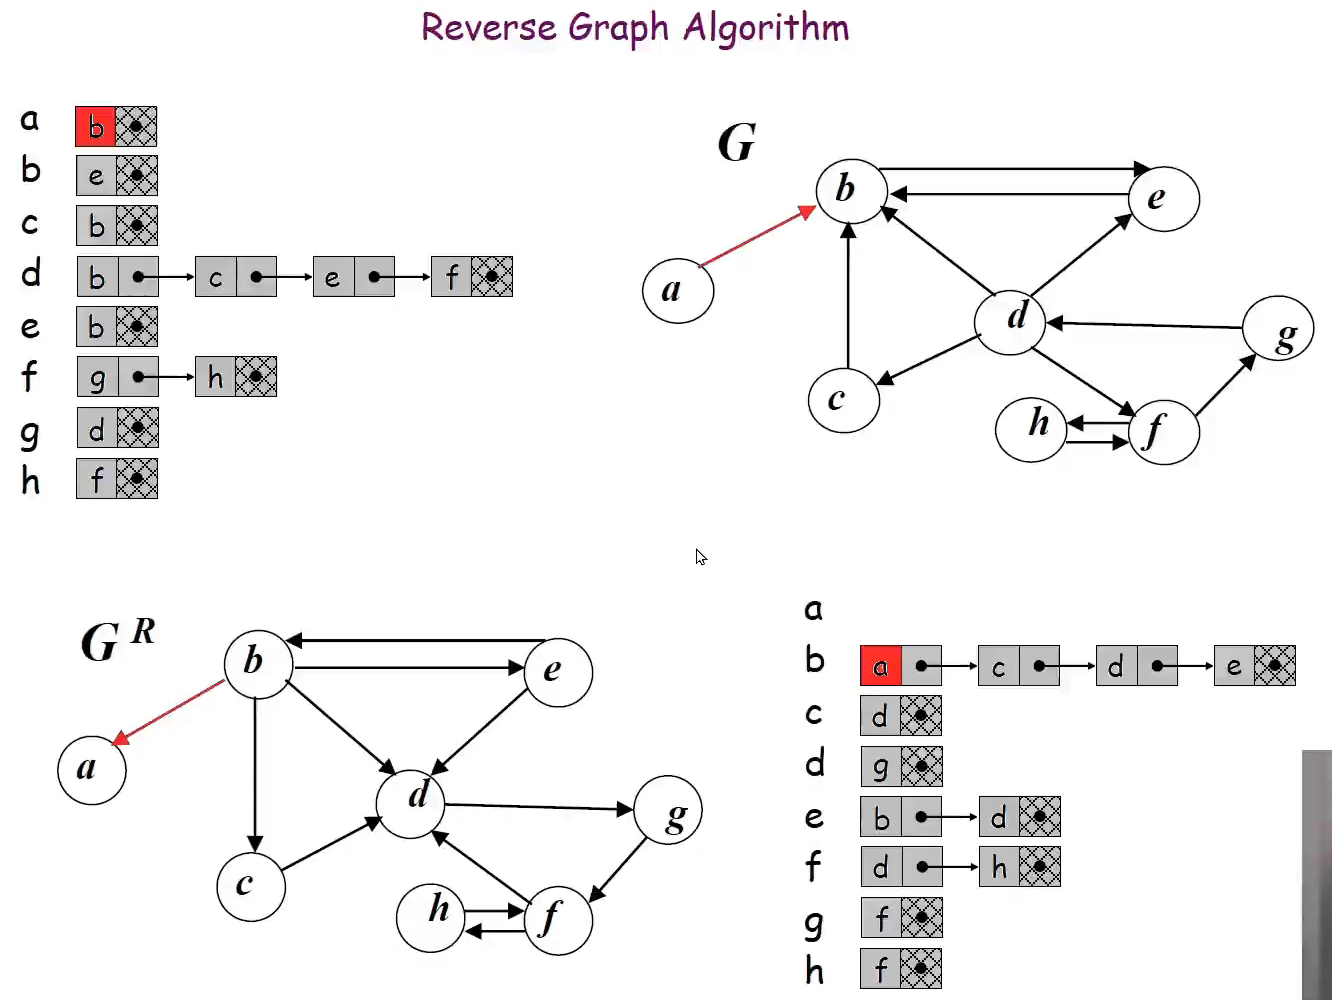 Reverse Graph Algorithm
a b
b e
c b
d b c e f
e b
f g h
g d
h f
G
b e
a
d g
c h f
G R
b e
a
d g
c h f
a
b a c d e
c d
d g
e b d
f d h
g f
h f